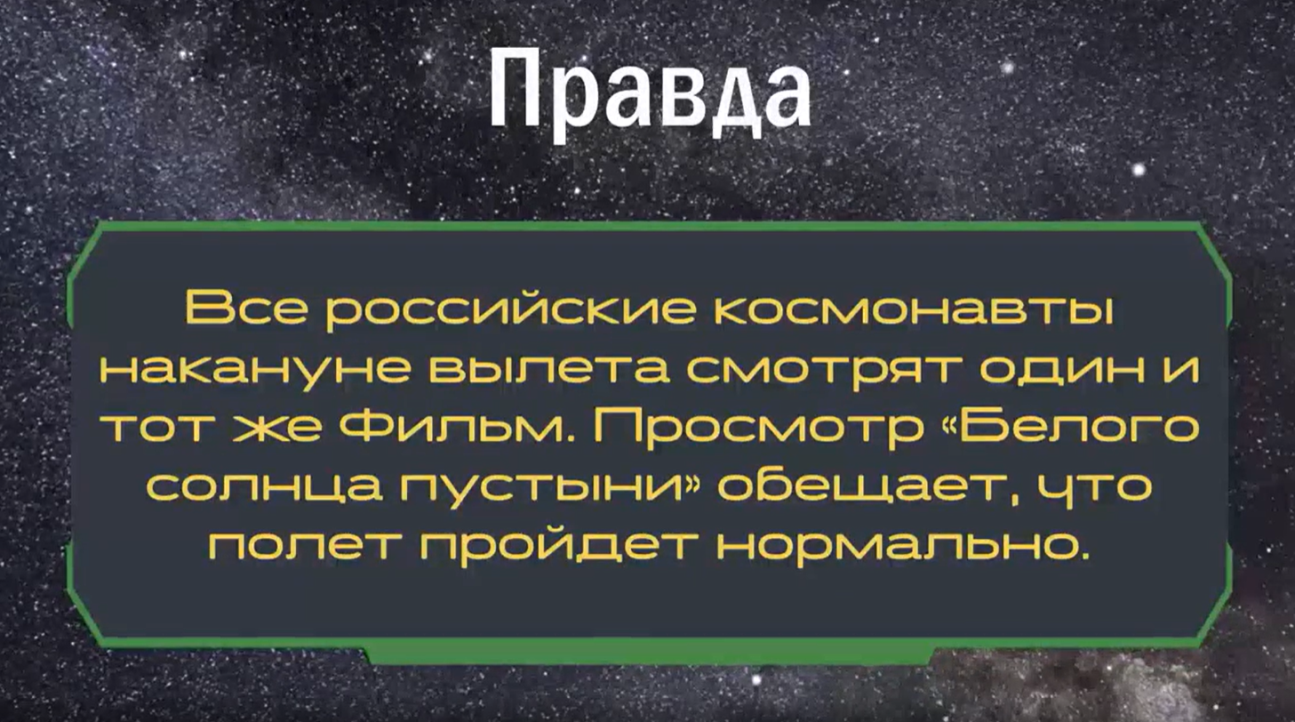 Правда
Все российские космонавты
накануне вылета смотрят один и
тот же Фильм. Просмотр «Белого
солнца пустыни» обещает, что
полет пройдет нормально.